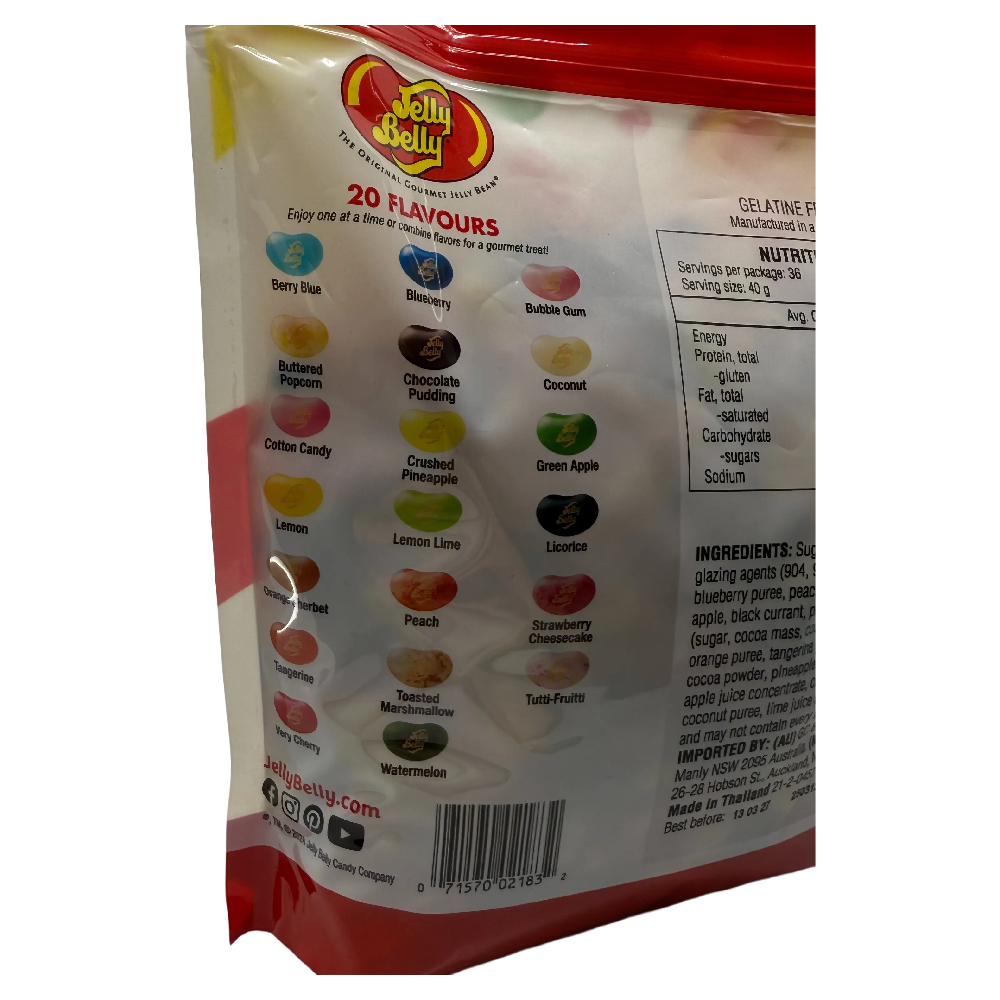 Jelly
Belly
THE ORIGINAL GOURMET JELLY BEAN®
20 FLAVOURS
Enjoy one at a time or combine flavors for a gourmet treat!
Berry Blue
Blueberry
Bubble Gum
Buttered
Popcorn
Chocolate
Pudding
Coconut
Cotton Candy
Crushed
Pineapple
Green Apple
Lemon
Lemon Lime
Licorice
Orange Sherbet
Peach
Strawberry
Cheesecake
Tangerine
Toasted
Marshmallow
Tutti-Fruitti
Very Cherry
Watermelon
JellyBelly.com
Jelly Belly Candy Company
0 71570 02183 2
GELATINE
Manufactured in a
NUTRIT
Servings per package: 36
Serving size: 40 g
Avg.
Energy
Protein, total
-gluten
Fat, total
-saturated
Carbohydrate
-sugars
Sodium
INGREDIENTS: Sug
glazing agents (904,
blueberry puree, peac
apple, black currant,
(sugar, cocoa mass,
orange puree, tangerine
cocoa powder, pineapple
apple juice concentrate,
coconut puree, lime juice
and may not contain every
IMPORTED BY: (AU)
Manly NSW 2095 Australia.
26-28 Hobson St., Auckland,
Made in Thailand 21-2-
Best before: 13 03 27